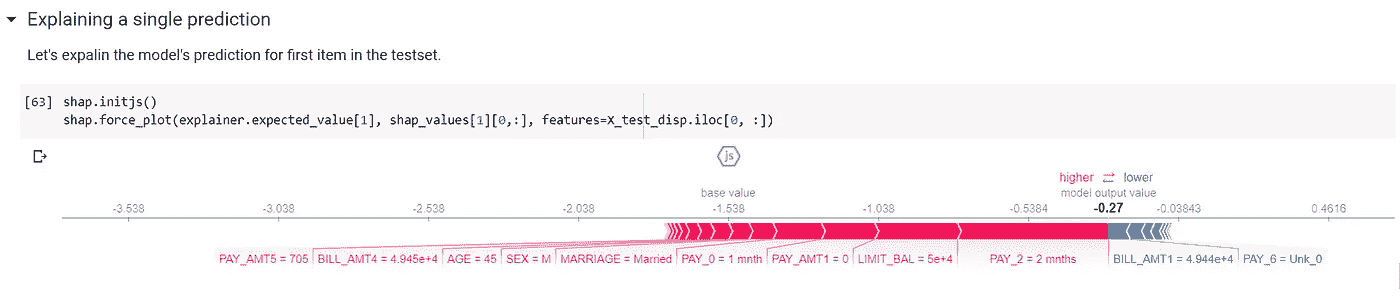 Explaining a single prediction
Let's expalin the model's prediction for first item in the testset.
[63] shap.initjs()
shap.force_plot(explainer.expected_value[1], shap_values[1][0,:], features=X_test_disp.iloc[0, :])
js
higher lower
base value model output value
-3.538 -3.038 -2.538 -2.038 -1.538 -1.038 -0.5384 -0.27 -0.03843 0.4616
PAY_AMT5 = 705 BILL_AMT4 = 4.945e+4 AGE = 45 SEX = M MARRIAGE = Married PAY_0 = 1 mnth PAY_AMT1 = 0 LIMIT_BAL = 5e+4 PAY_2 = 2 mnths BILL_AMT1 = 4.944e+4 PAY_6 = Unk_0